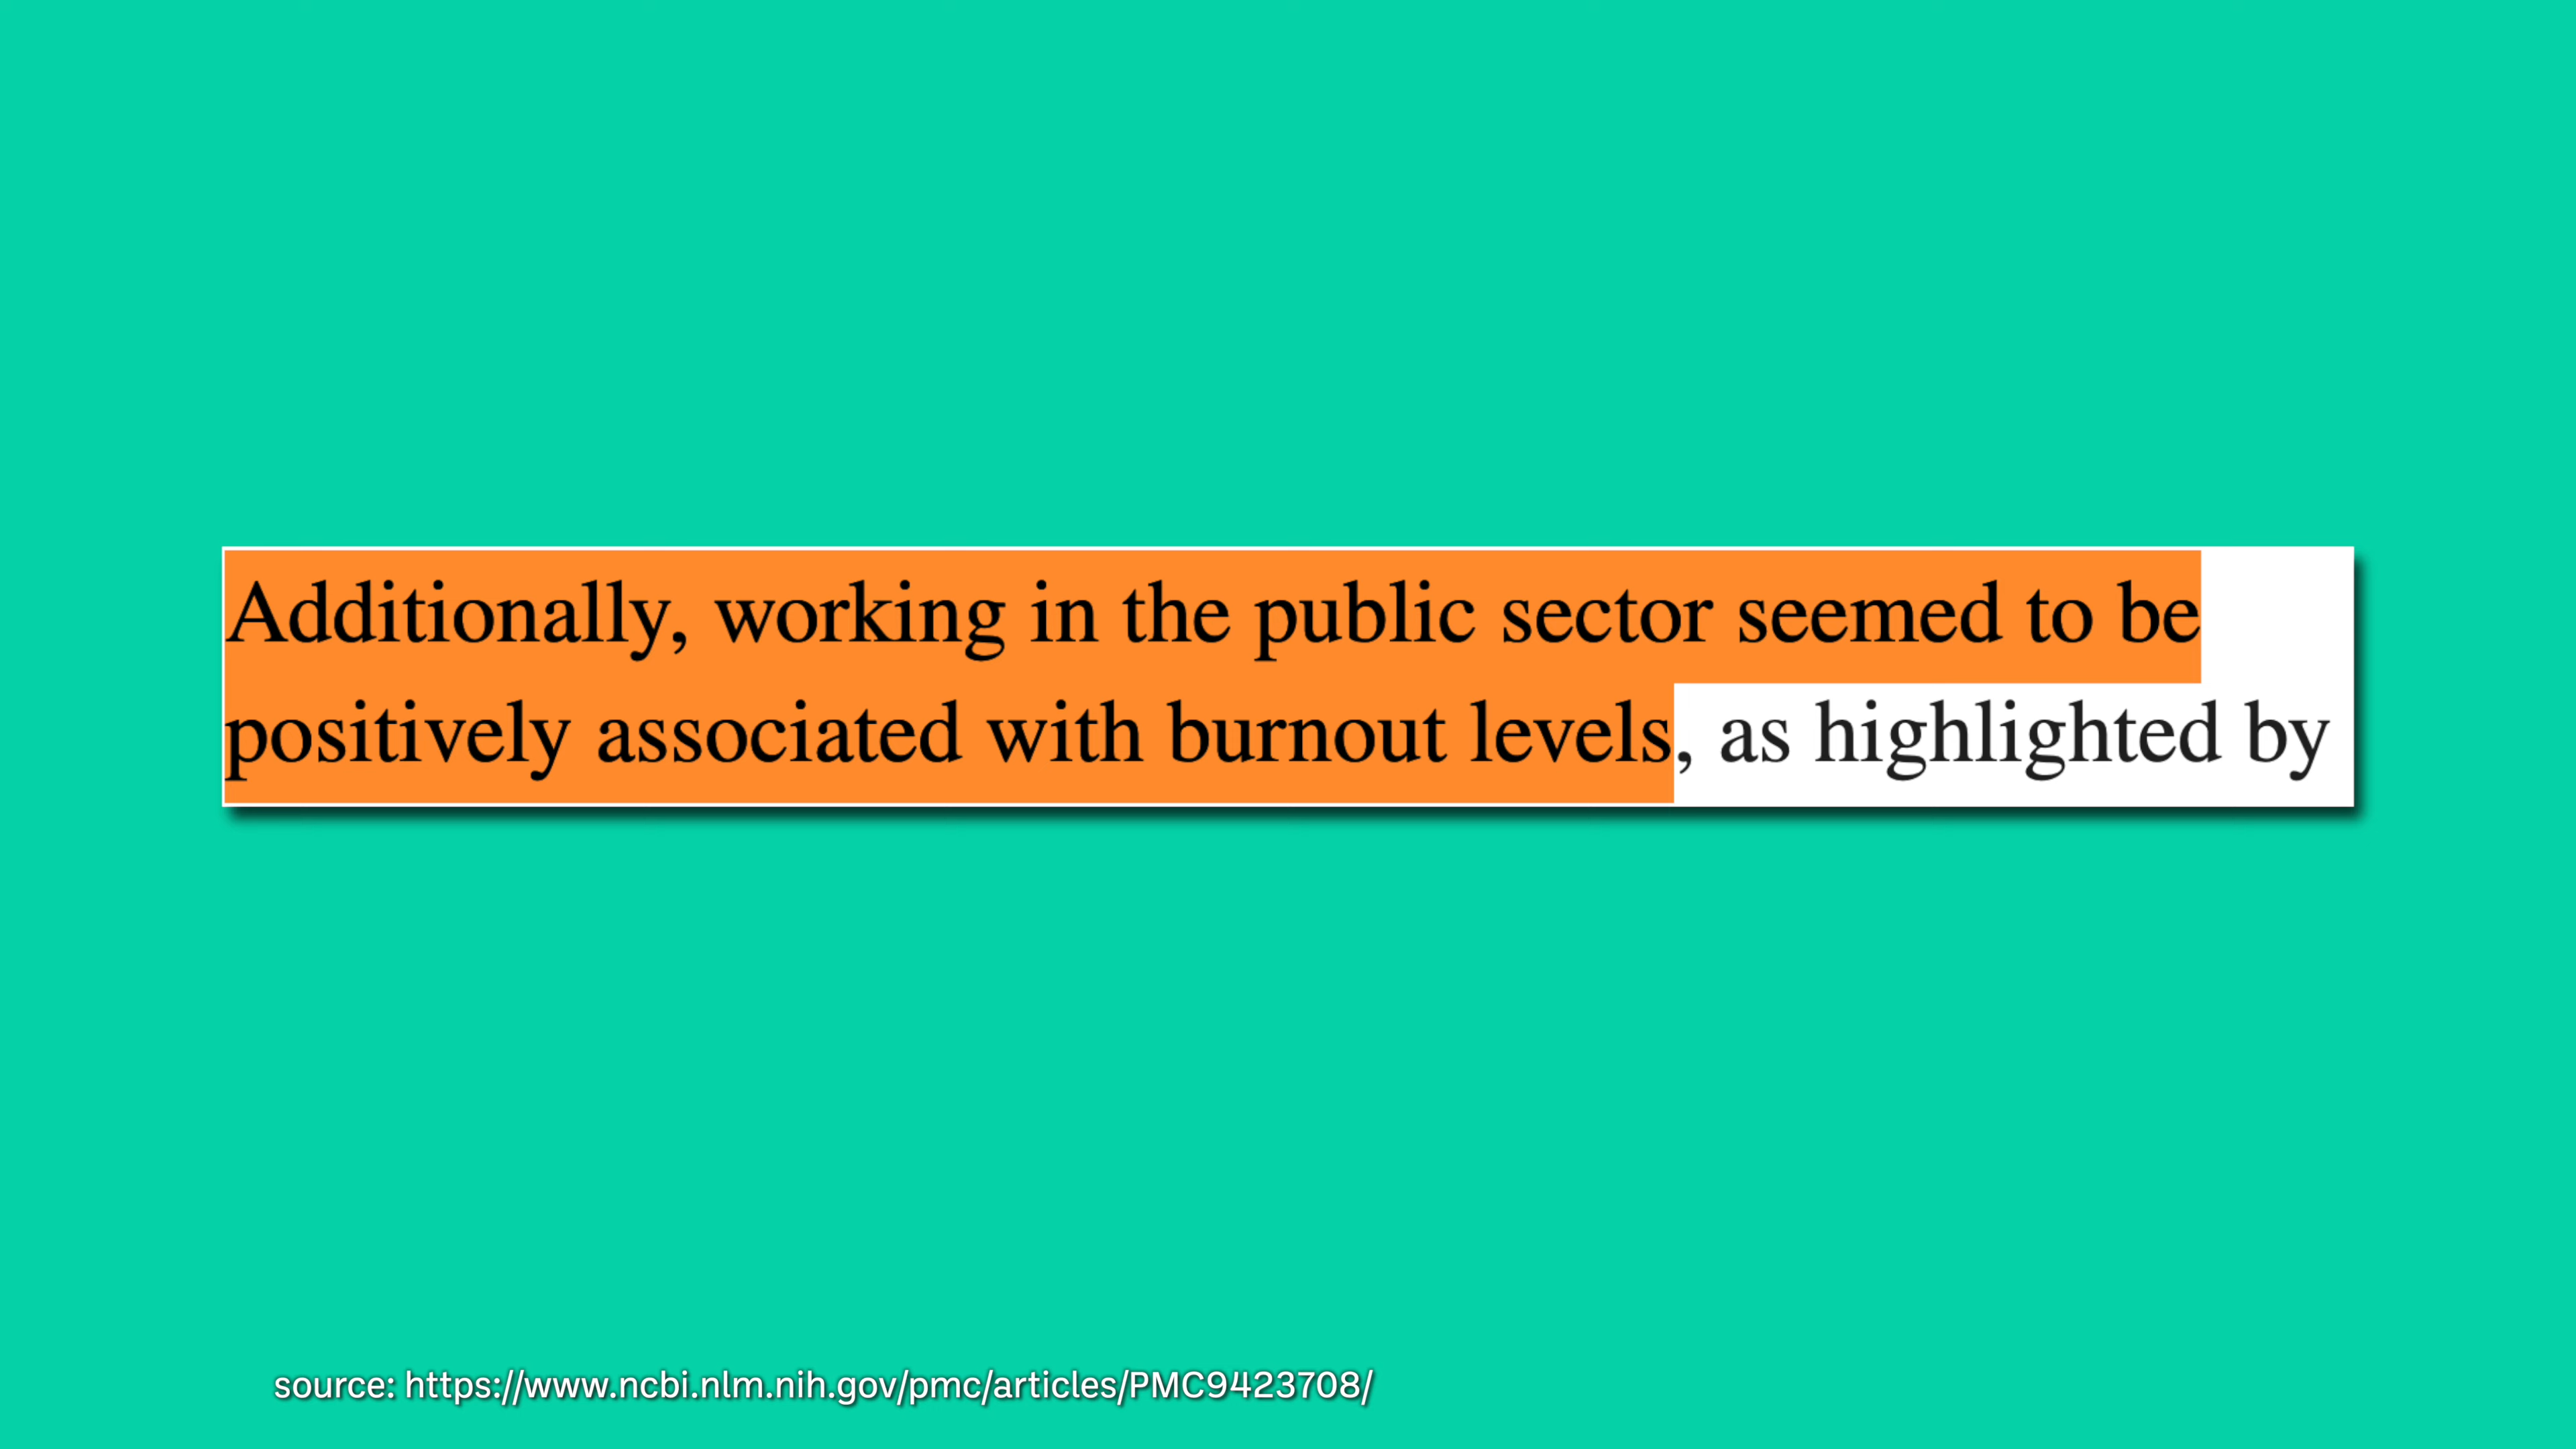 Additionally, working in the public sector seemed to be
positively associated with burnout levels, as highlighted by
source: https://www.ncbi.nlm.nih.gov/pmc/articles/PMC9423708/